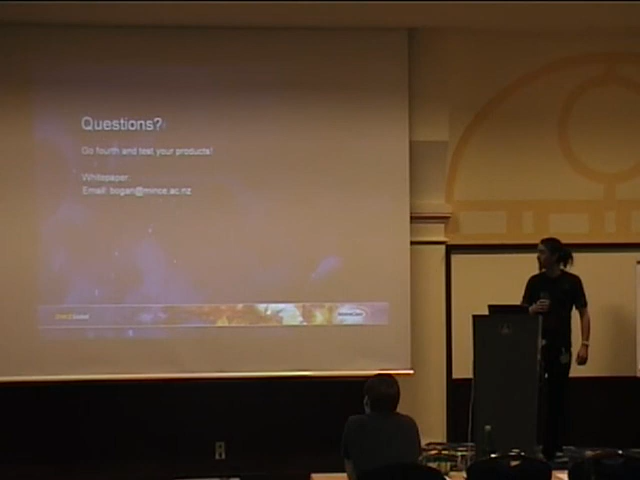 Questions?
Go fourth and test your products!
Whitepaper:
Email: bogan@mince.ac.nz